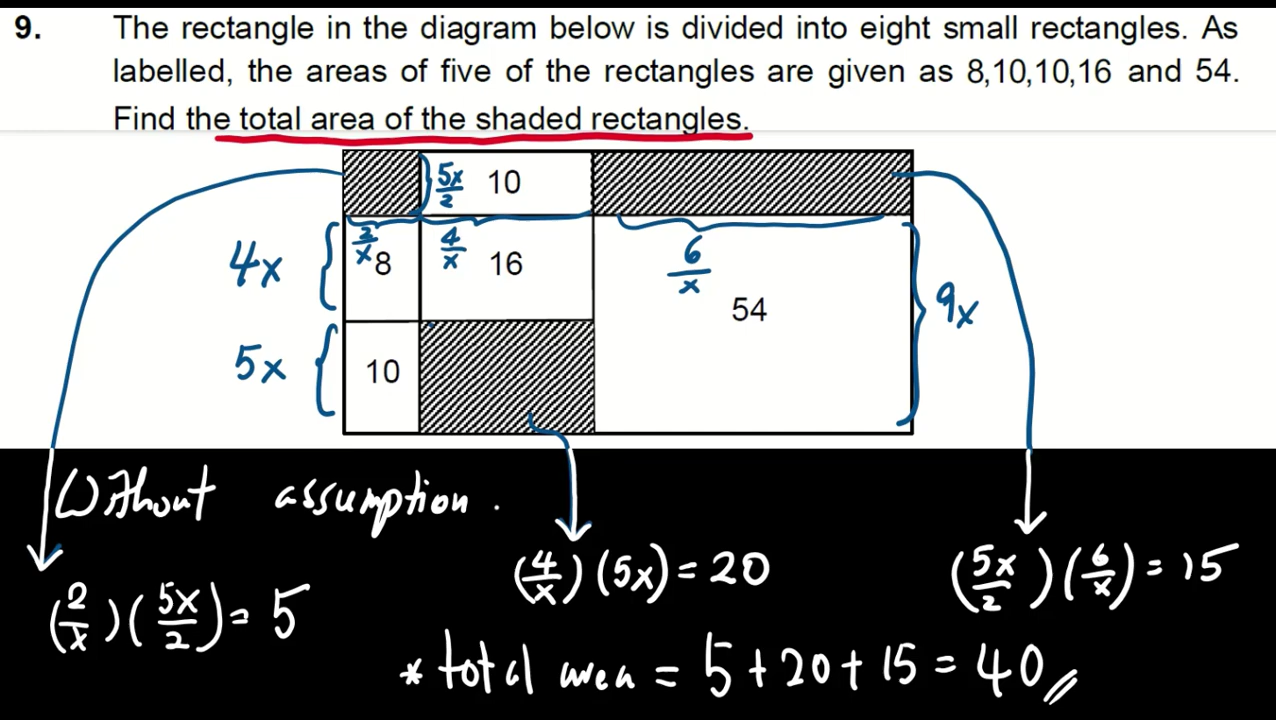 9. The rectangle in the diagram below is divided into eight small rectangles. As
labelled, the areas of five of the rectangles are given as 8,10,10,16 and 54.
Find the total area of the shaded rectangles.
5x/2 10
4x 2/x 8 4/x 16 6/x 54 9x
5x 10
Without assumption.
(2/x)(5x/2) = 5
(4/x)(5x) = 20
(5x/2)(6/x) = 15
* total area = 5 + 20 + 15 = 40